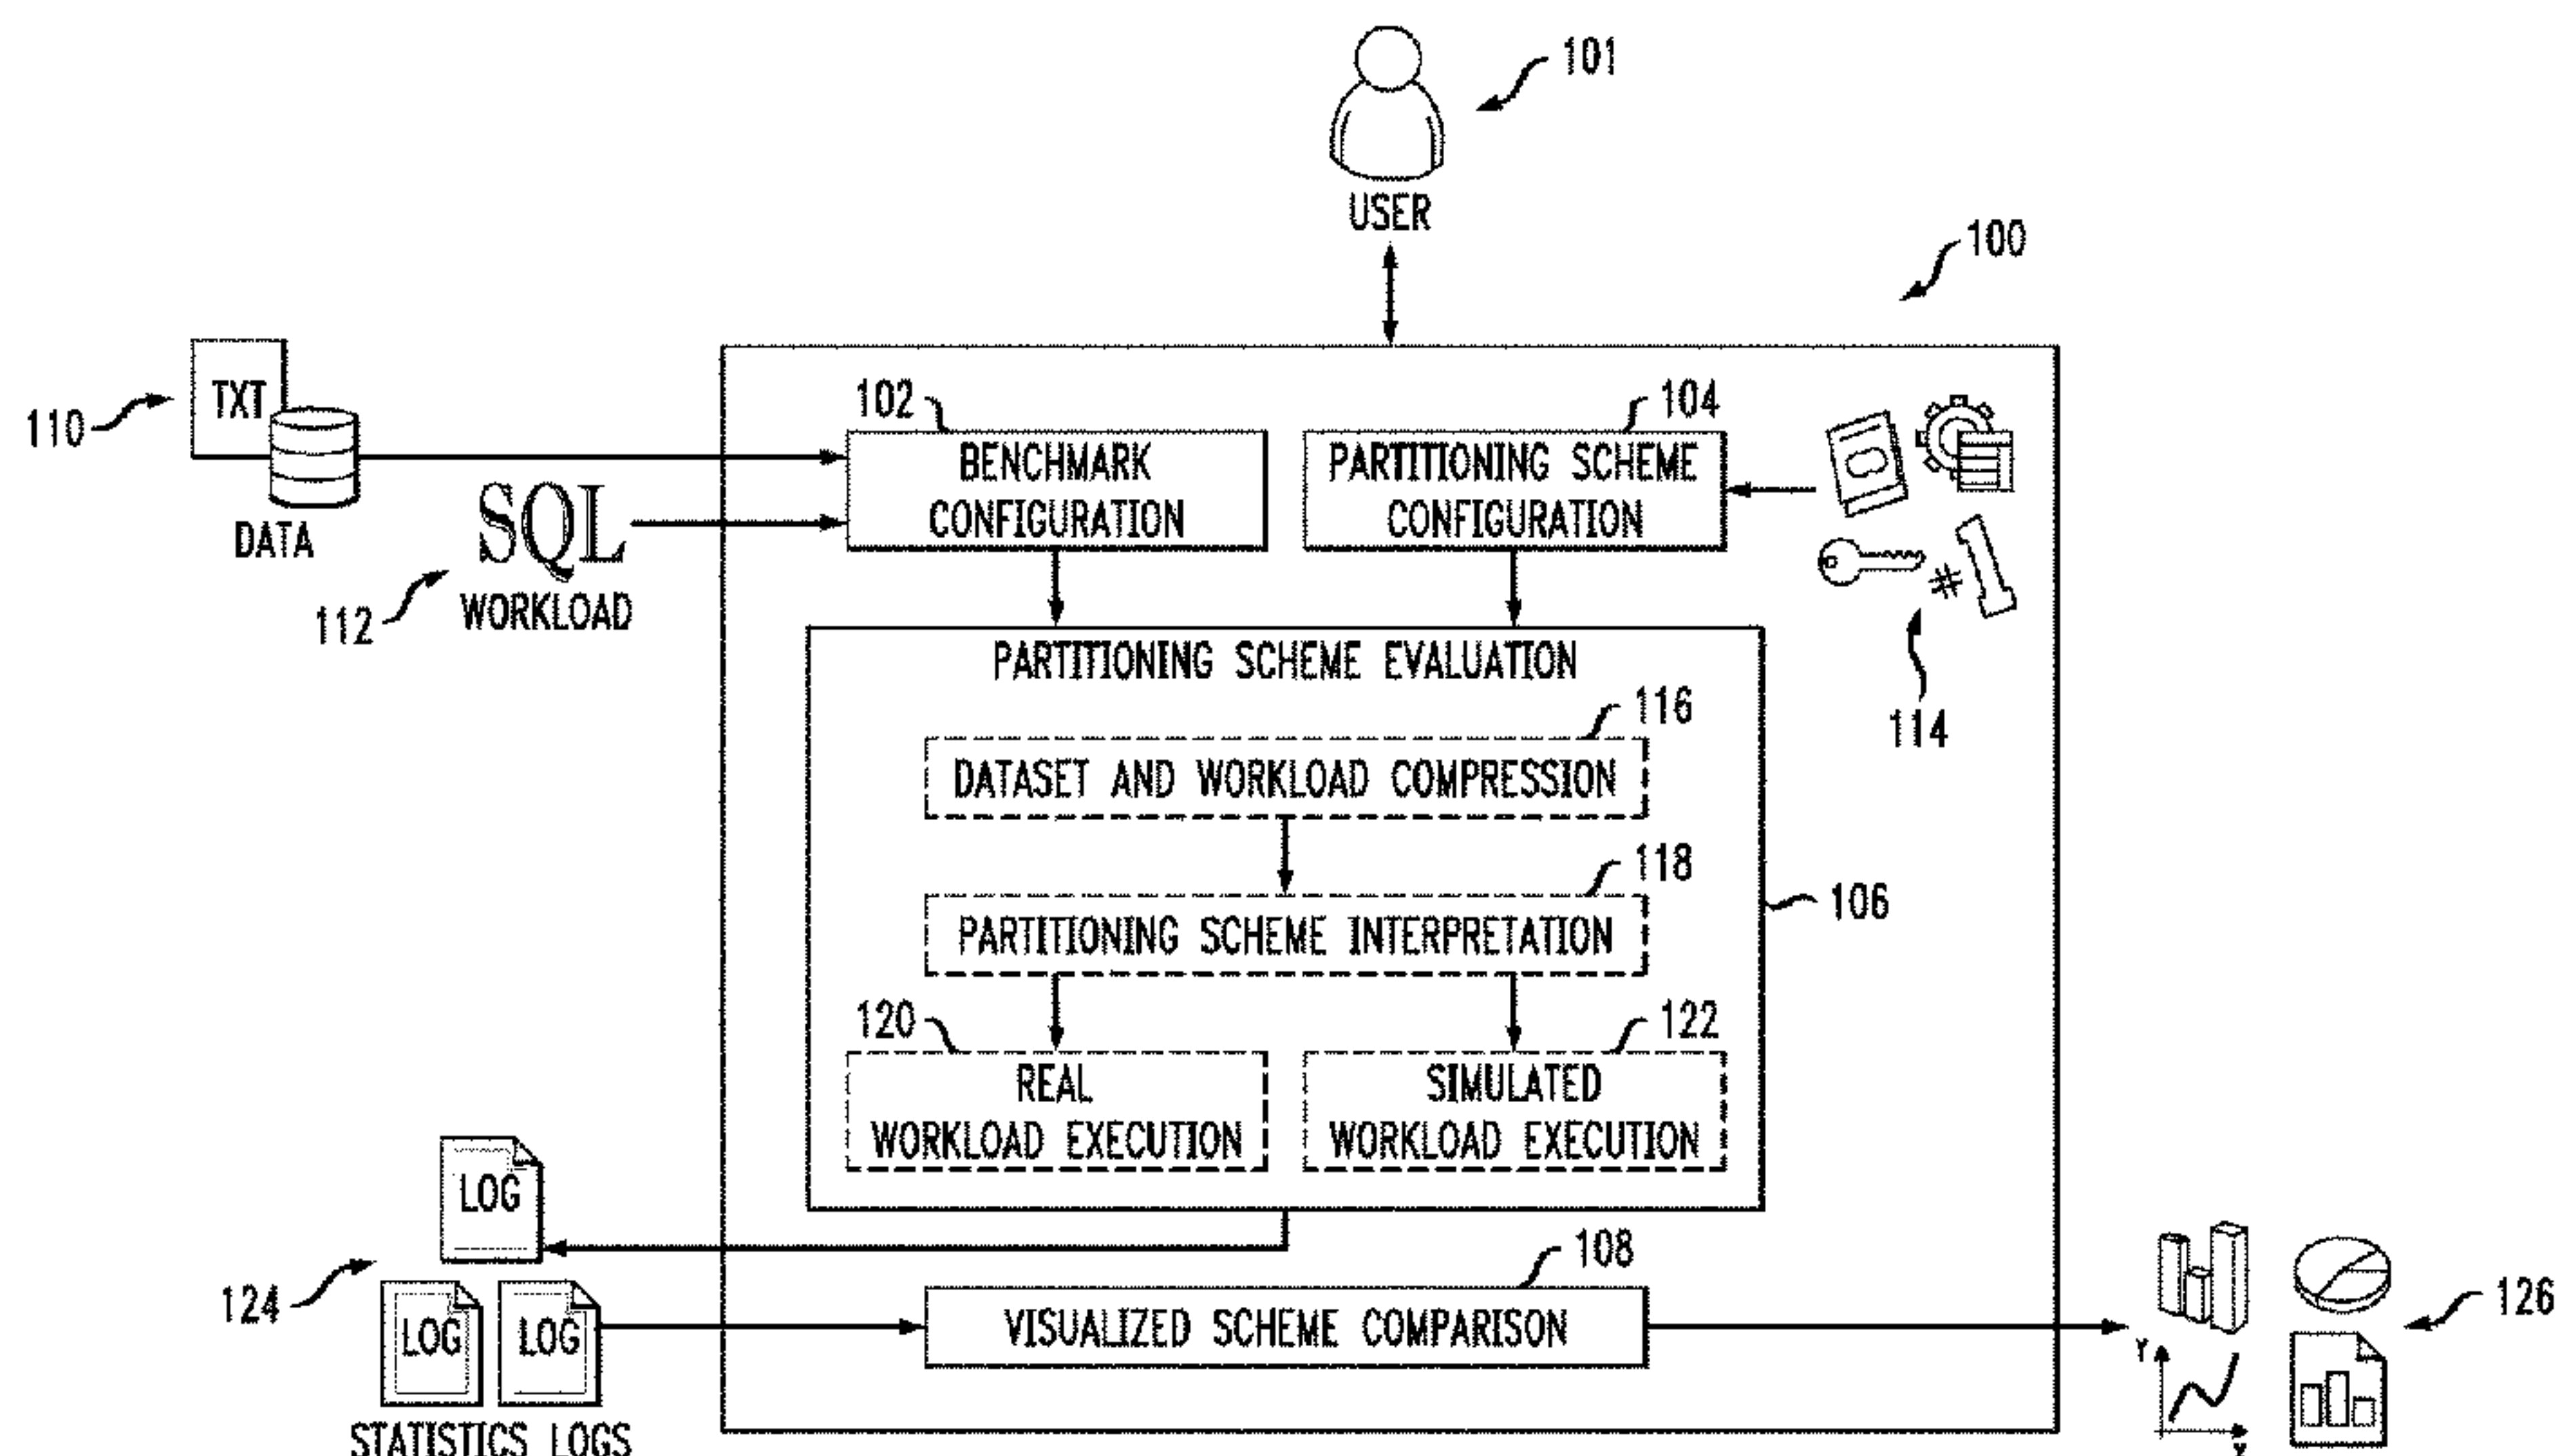 101
USER
100
110
TXT
DATA
SQL
112
WORKLOAD
102
BENCHMARK
CONFIGURATION
104
PARTITIONING SCHEME
CONFIGURATION
#
114
PARTITIONING SCHEME EVALUATION
116
DATASET AND WORKLOAD COMPRESSION
118
PARTITIONING SCHEME INTERPRETATION
106
120
REAL
WORKLOAD EXECUTION
122
SIMULATED
WORKLOAD EXECUTION
LOG
124
LOG
LOG
STATISTICS LOGS
108
VISUALIZED SCHEME COMPARISON
126
Y